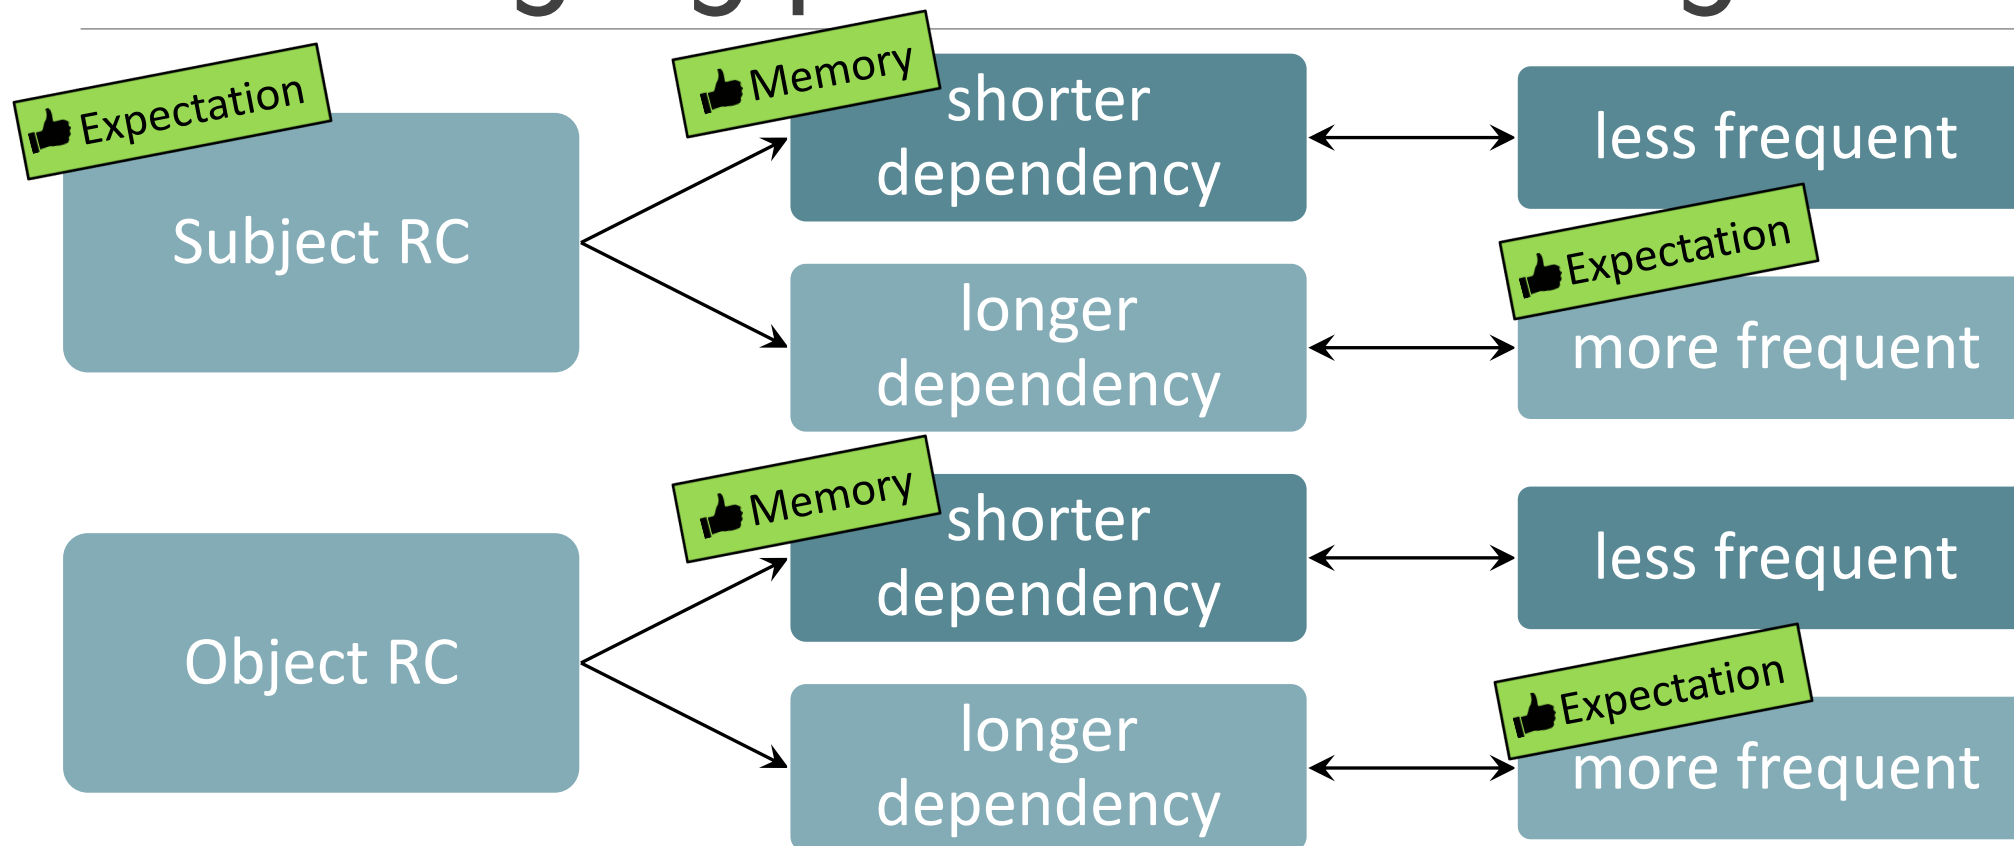 Expectation
Subject RC
Memory
shorter
dependency
less frequent
longer
dependency
Expectation
more frequent
Object RC
Memory
shorter
dependency
less frequent
longer
dependency
Expectation
more frequent